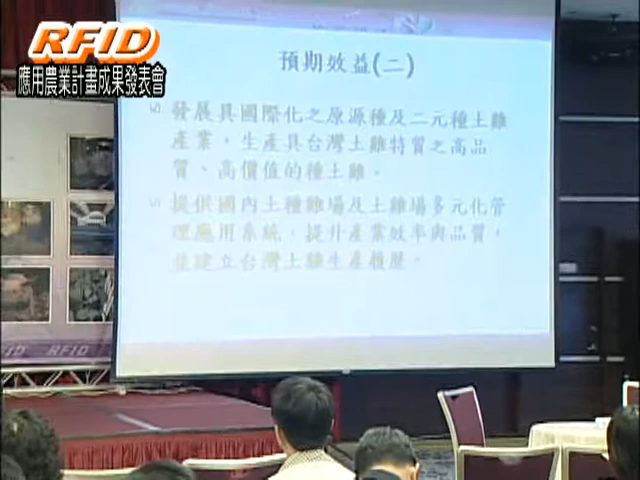 RFID
應用農業計畫成果發表會
預期效益(二)
發展具國際化之原源種及二元種土雞
產業，生產具台灣土雞特質之高品
質、高價值的種土雞。
提供國內土種雞場及土雞場多元化管
理應用系統，提升產業效率與品質，
並建立台灣土雞生產履歷。
RFID RFID